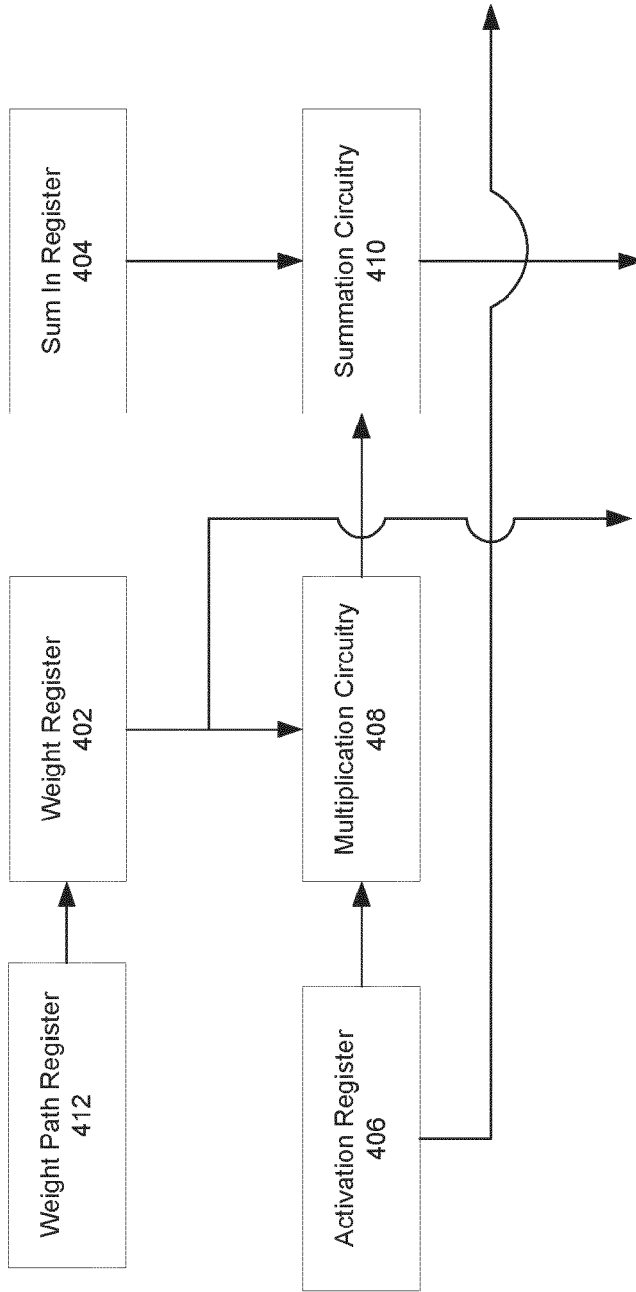 Weight Path Register
412
Weight Register
402
Sum In Register
404
Activation Register
406
Multiplication Circuitry
408
Summation Circuitry
410